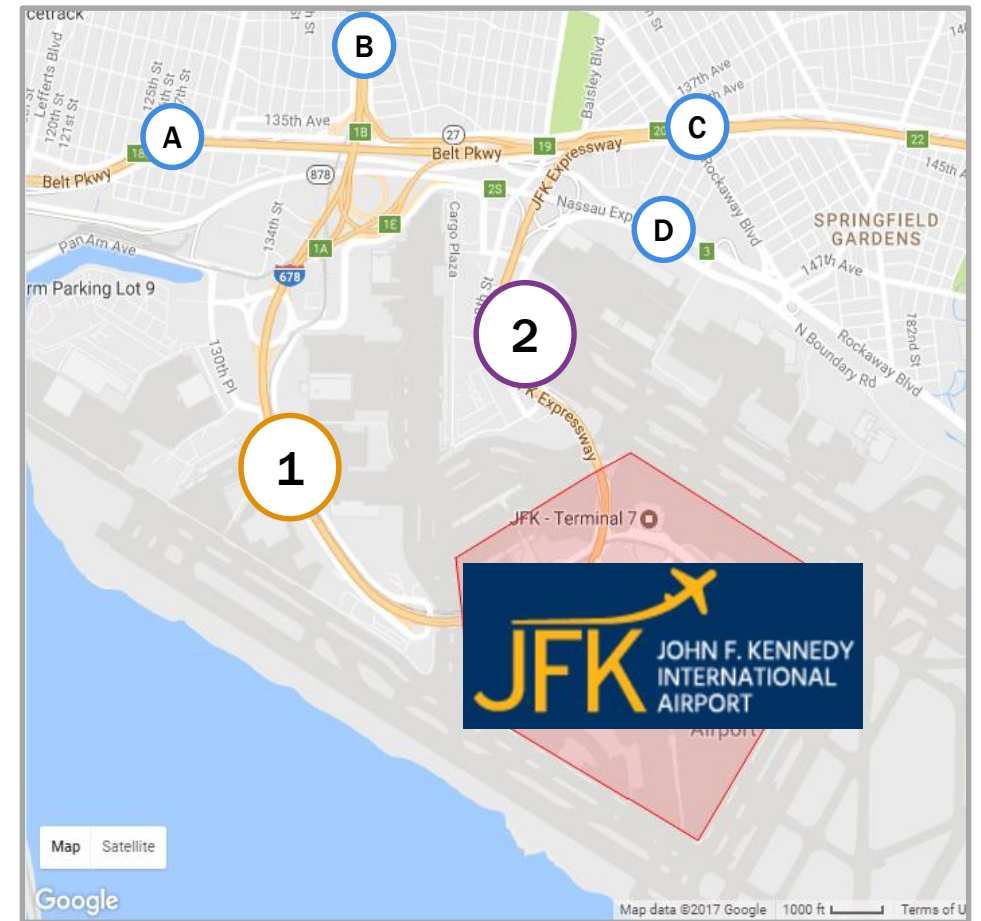 cetrack
Lefferts Blvd
120th St
121st St
125th St
B
Baisley Blvd
137th Ave
A
135th Ave
1B
27
19
C
22
Belt Pkwy
Belt Pkwy
878
2S
JFK Expressway
145th A
Nassau Exp
D
3
Rockaway Blvd
SPRINGFIELD
GARDENS
147th Ave
Pan Am Ave
134th St
1E
1A
Cargo Plaza
678
rm Parking Lot 9
2
130th Pl
N Boundary Rd
Rockaway Blvd
182nd St
FK Expressway
1
JFK - Terminal 7
JFK
JOHN F. KENNEDY
INTERNATIONAL
AIRPORT
Airport
Map Satellite
Google
Map data ©2017 Google 1000 ft Terms of U